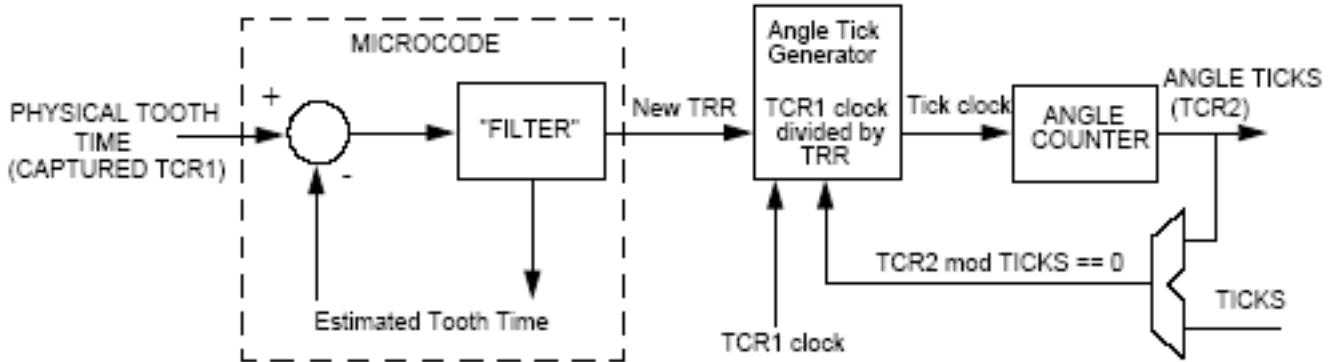 MICROCODE
PHYSICAL TOOTH
TIME
(CAPTURED TCR1)
+
-
"FILTER"
Estimated Tooth Time
New TRR
Angle Tick
Generator
TCR1 clock
divided by
TRR
Tick clock
ANGLE
COUNTER
ANGLE TICKS
(TCR2)
TCR2 mod TICKS == 0
TICKS
TCR1 clock